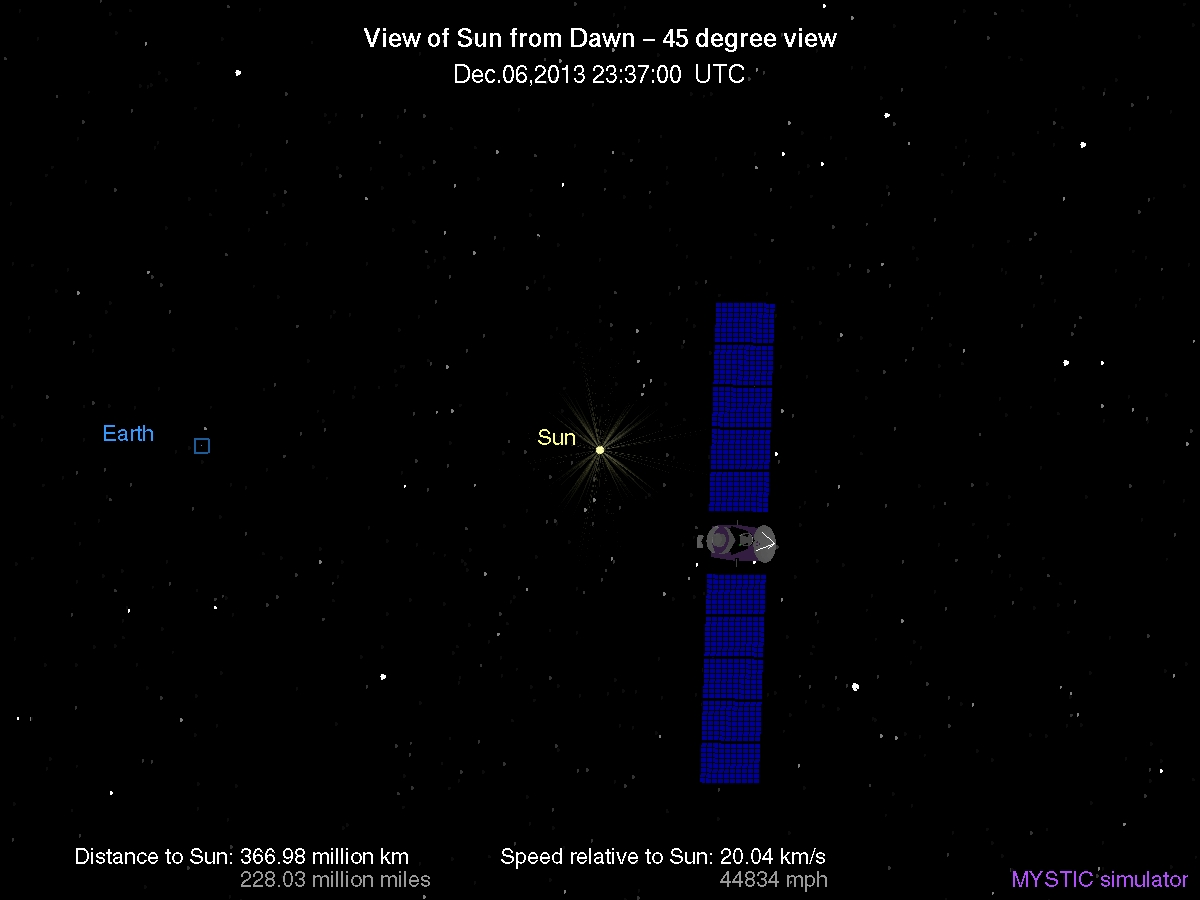 View of Sun from Dawn – 45 degree view
Dec.06,2013 23:37:00 UTC
Earth
Sun
Distance to Sun: 366.98 million km
228.03 million miles
Speed relative to Sun: 20.04 km/s
44834 mph
MYSTIC simulator